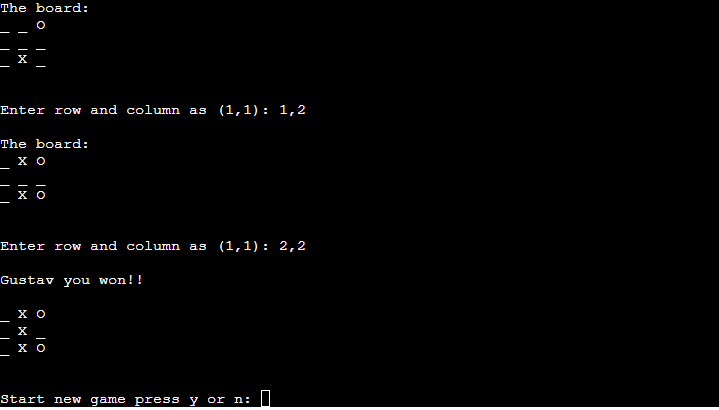 The board:
_ _ O
_ _ _
_ X _
Enter row and column as (1,1): 1,2
The board:
_ X O
_ _ _
_ X O
Enter row and column as (1,1): 2,2
Gustav you won!!
_ X O
_ X _
_ X O
Start new game press y or n: